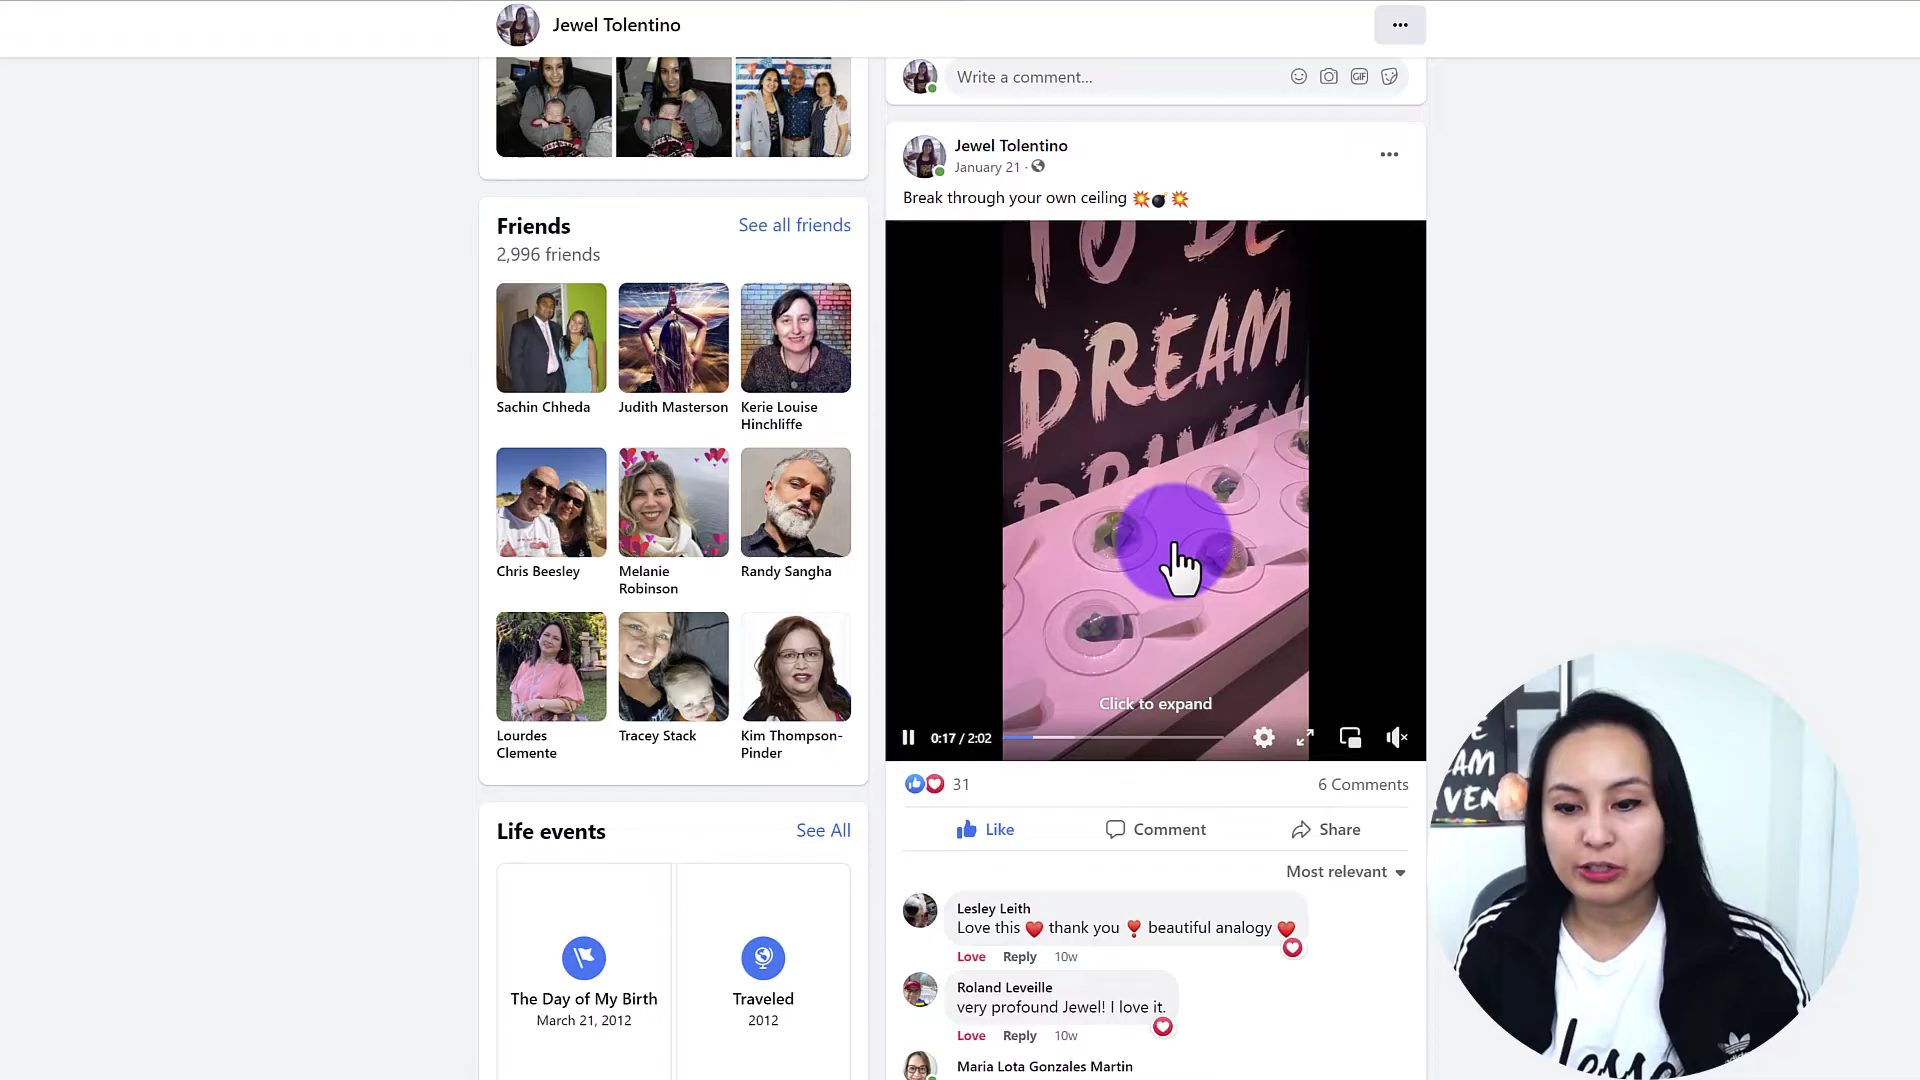 Jewel Tolentino
Write a comment...
GIF
Jewel Tolentino
January 21 ·
Break through your own ceiling 💥💣💥
Friends
See all friends
2,996 friends
Sachin Chheda
Judith Masterson
Kerie Louise
Hinchliffe
Chris Beesley
Melanie
Robinson
Randy Sangha
Lourdes
Clemente
Tracey Stack
Kim Thompson-
Pinder
Life events
See All
The Day of My Birth
March 21, 2012
Traveled
2012
TO BE
DREAM
DRIVEN
Click to expand
0:17 / 2:02
31
6 Comments
Like
Comment
Share
Most relevant
Lesley Leith
Love this ❤️ thank you ❣️ beautiful analogy ❤️
Love Reply 10w
Roland Leveille
very profound Jewel! I love it.
Love Reply 10w
Maria Lota Gonzales Martin
adidas